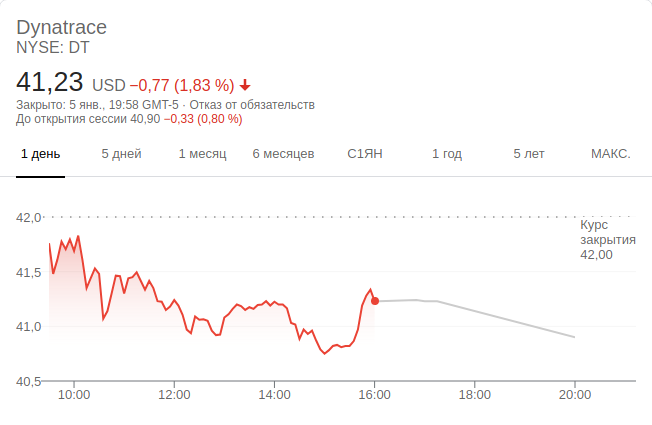 Dynatrace
NYSE: DT
41,23 USD −0,77 (1,83 %)
Закрыто: 5 янв., 19:58 GMT-5 · Отказ от обязательств
До открытия сессии 40,90 −0,33 (0,80 %)
1 день 5 дней 1 месяц 6 месяцев С1ЯН 1 год 5 лет МАКС.
42,0
Курс
закрытия
42,00
41,5
41,0
40,5
10:00 12:00 14:00 16:00 18:00 20:00